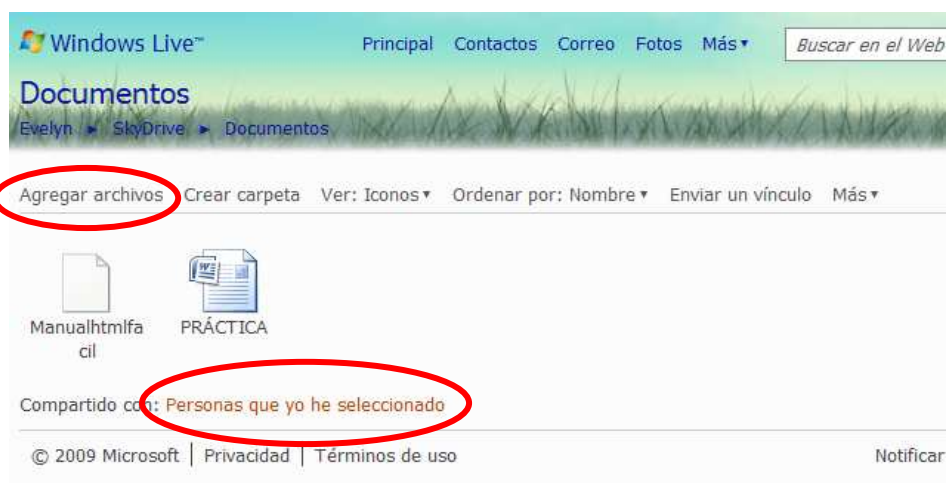 Windows Live™ Principal Contactos Correo Fotos Más Buscar en el Web
Documentos
Evelyn ► SkyDrive ► Documentos
Agregar archivos Crear carpeta Ver: Iconos Ordenar por: Nombre Enviar un vínculo Más
Manualhtmlfa PRÁCTICA
cil
Compartido con: Personas que yo he seleccionado
© 2009 Microsoft | Privacidad | Términos de uso Notificar